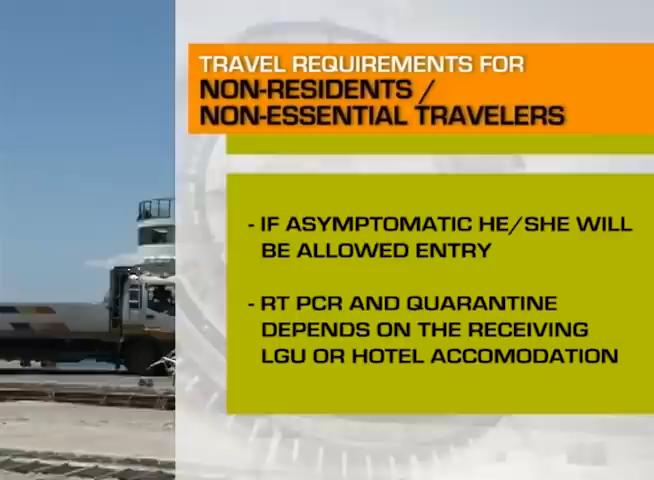 TRAVEL REQUIREMENTS FOR
NON-RESIDENTS /
NON-ESSENTIAL TRAVELERS
- IF ASYMPTOMATIC HE/SHE WILL
BE ALLOWED ENTRY
- RT PCR AND QUARANTINE
DEPENDS ON THE RECEIVING
LGU OR HOTEL ACCOMODATION